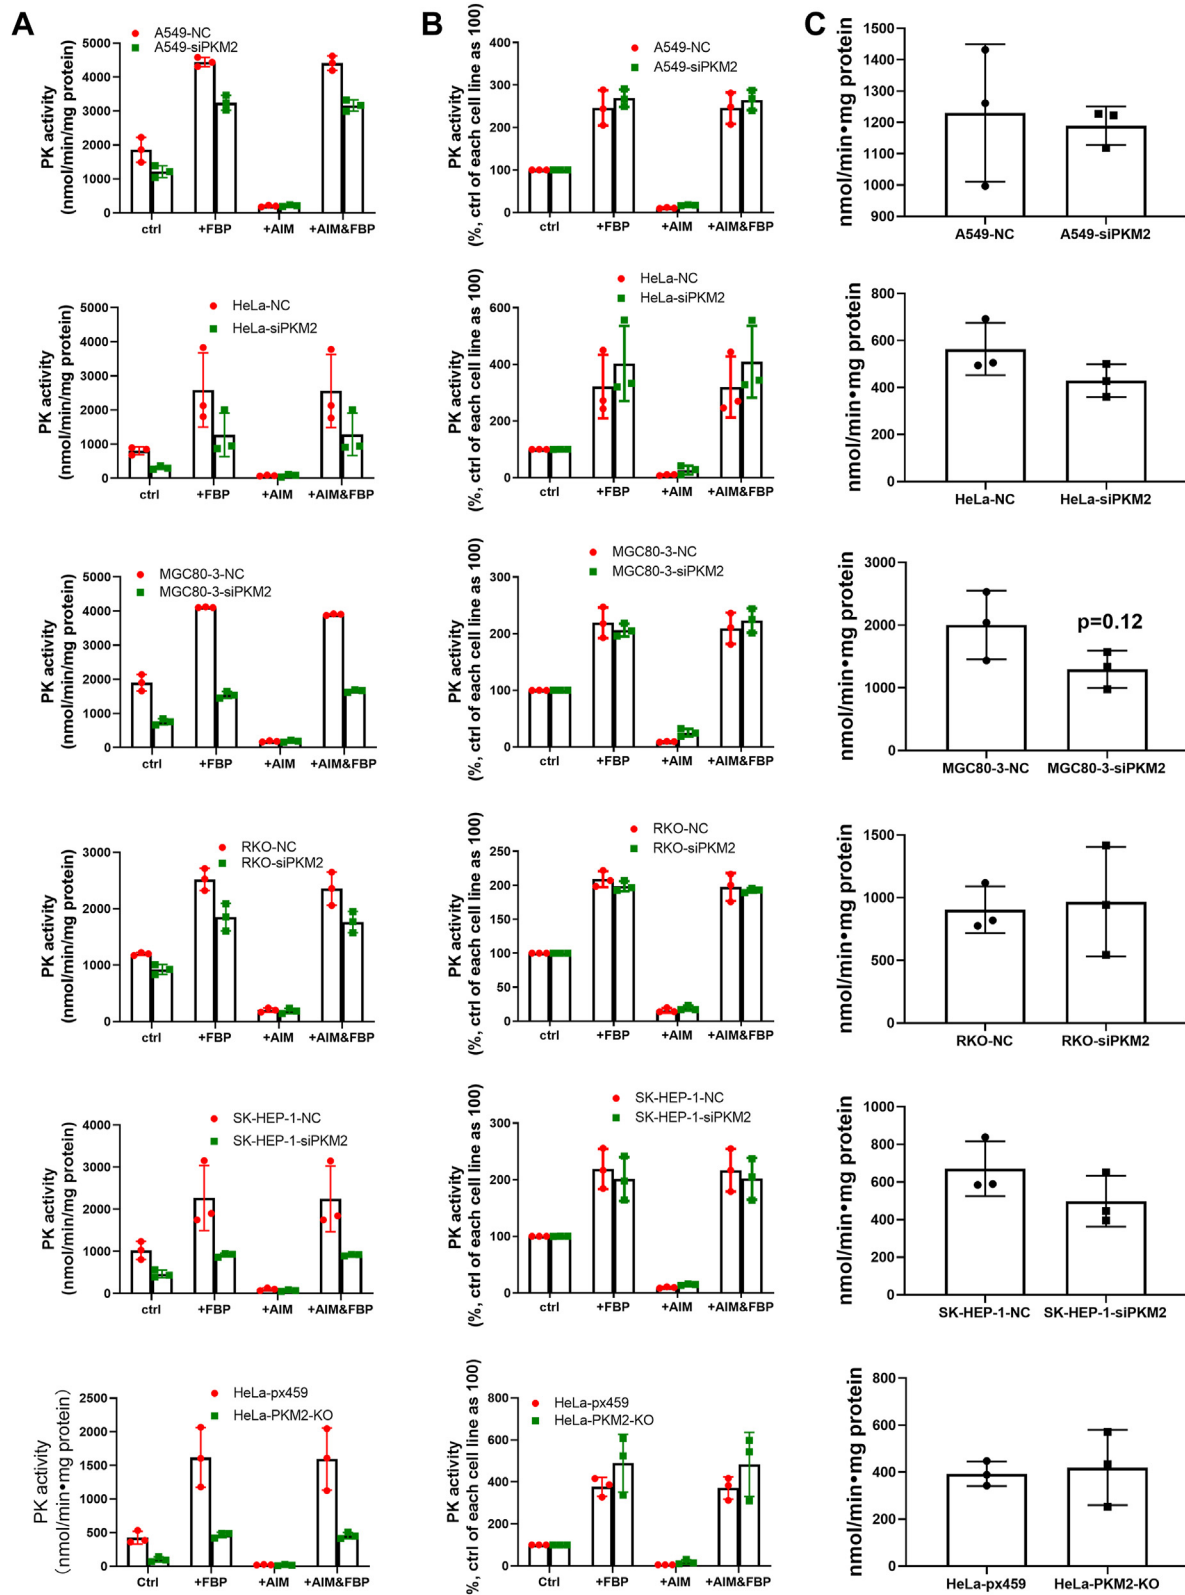 A
A549-NC
A549-siPKM2
PK activity
(nmol/min/mg protein)
5000
4000
3000
2000
1000
0
ctrl +FBP +AIM +AIM&FBP
B
A549-NC
A549-siPKM2
PK activity
(%, ctrl of each cell line as 100)
400
300
200
100
0
ctrl +FBP +AIM +AIM&FBP
C
nmol/min•mg protein
1500
1400
1300
1200
1100
1000
900
A549-NC A549-siPKM2
HeLa-NC
HeLa-siPKM2
PK activity
(nmol/min/mg protein)
5000
4000
3000
2000
1000
0
ctrl +FBP +AIM +AIM&FBP
HeLa-NC
HeLa-siPKM2
PK activity
(%, ctrl of each cell line as 100)
600
400
200
0
ctrl +FBP +AIM +AIM&FBP
nmol/min•mg protein
800
600
400
200
0
HeLa-NC HeLa-siPKM2
MGC80-3-NC
MGC80-3-siPKM2
PK activity
(nmol/min/mg protein)
5000
4000
3000
2000
1000
0
ctrl +FBP +AIM +AIM&FBP
MGC80-3-NC
MGC80-3-siPKM2
PK activity
(%, ctrl of each cell line as 100)
300
200
100
0
ctrl +FBP +AIM +AIM&FBP
nmol/min•mg protein
3000
2000
1000
0
p=0.12
MGC80-3-NC MGC80-3-siPKM2
RKO-NC
RKO-siPKM2
PK activity
(nmol/min/mg protein)
3000
2000
1000
0
ctrl +FBP +AIM +AIM&FBP
RKO-NC
RKO-siPKM2
PK activity
(%, ctrl of each cell line as 100)
250
200
150
100
50
0
ctrl +FBP +AIM +AIM&FBP
nmol/min•mg protein
1500
1000
500
0
RKO-NC RKO-siPKM2
SK-HEP-1-NC
SK-HEP-1-siPKM2
PK activity
(nmol/min/mg protein)
4000
3000
2000
1000
0
ctrl +FBP +AIM +AIM&FBP
SK-HEP-1-NC
SK-HEP-1-siPKM2
PK activity
(%, ctrl of each cell line as 100)
300
200
100
0
ctrl +FBP +AIM +AIM&FBP
nmol/min•mg protein
1000
800
600
400
200
0
SK-HEP-1-NC SK-HEP-1-siPKM2
HeLa-px459
HeLa-PKM2-KO
PK activity
(nmol/min•mg protein)
2500
2000
1500
1000
500
0
Ctrl +FBP +AIM +AIM&FBP
HeLa-px459
HeLa-PKM2-KO
PK activity
(%, ctrl of each cell line as 100)
800
600
400
200
0
Ctrl +FBP +AIM +AIM&FBP
nmol/min•mg protein
800
600
400
200
0
HeLa-px459 HeLa-PKM2-KO